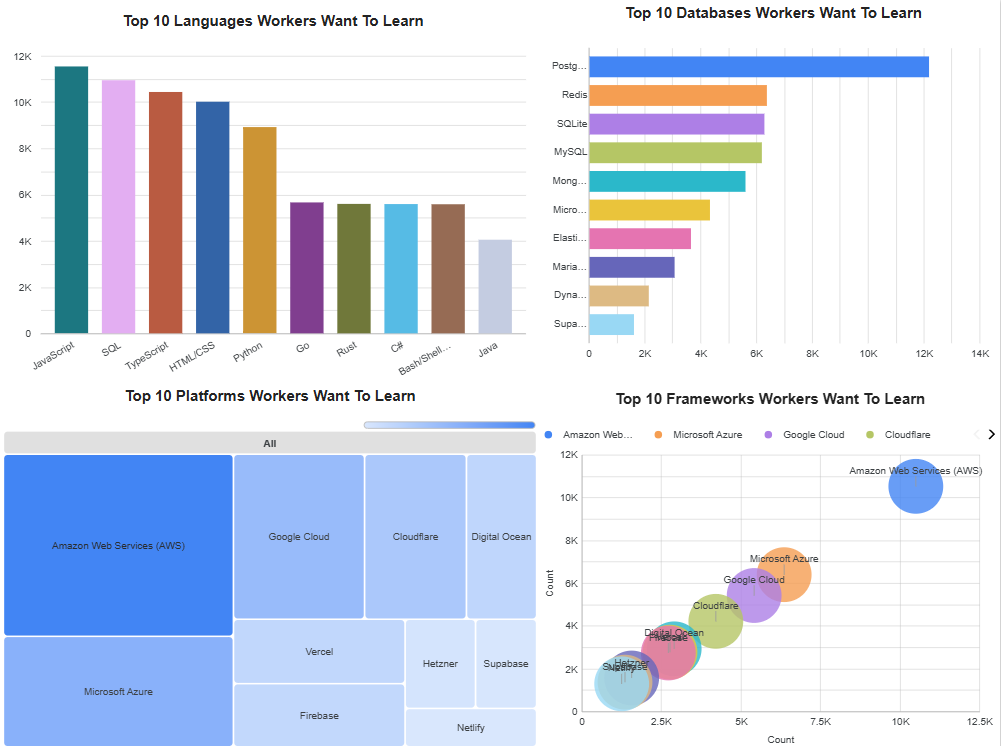 Top 10 Languages Workers Want To Learn
12K
10K
8K
6K
4K
2K
0
JavaScript
SQL
TypeScript
HTML/CSS
Python
Go
Rust
C#
Bash/Shell...
Java
Top 10 Databases Workers Want To Learn
Postg...
Redis
SQLite
MySQL
Mong...
Micro...
Elasti...
Maria...
Dyna...
Supa...
0 2K 4K 6K 8K 10K 12K 14K
Top 10 Platforms Workers Want To Learn
All
Amazon Web Services (AWS)
Microsoft Azure
Google Cloud
Cloudflare
Digital Ocean
Vercel
Firebase
Hetzner
Supabase
Netlify
Top 10 Frameworks Workers Want To Learn
Amazon Web... Microsoft Azure Google Cloud Cloudflare
12K
10K
8K
6K
4K
2K
0
Count
Amazon Web Services (AWS)
Microsoft Azure
Google Cloud
Cloudflare
Digital Ocean
Firebase
Hetzner
Supabase
Netlify
0 2.5K 5K 7.5K 10K 12.5K
Count